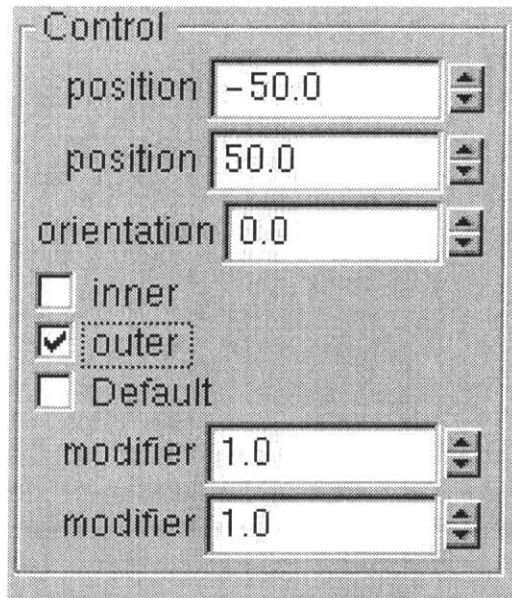 Control
position -50.0
position 50.0
orientation 0.0
inner
outer
Default
modifier 1.0
modifier 1.0